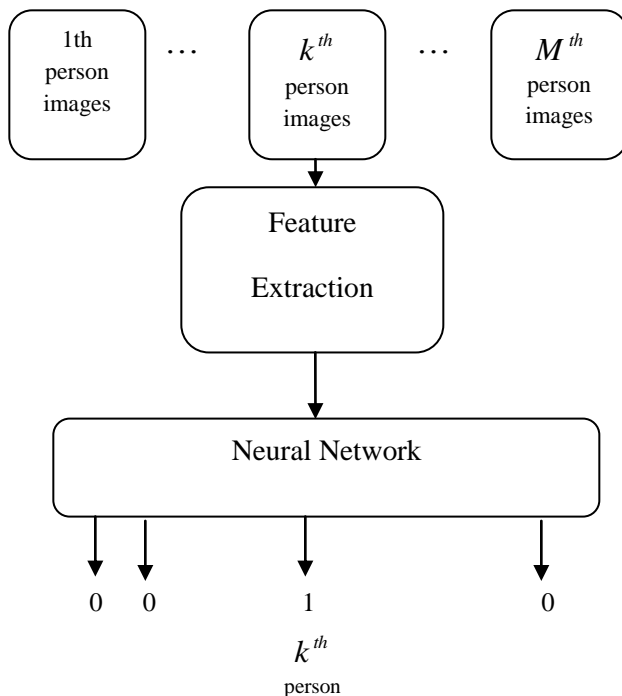 1th
person
images
...
k^th
person
images
...
M^th
person
images
Feature
Extraction
Neural Network
0 0 1 0
k^th
person